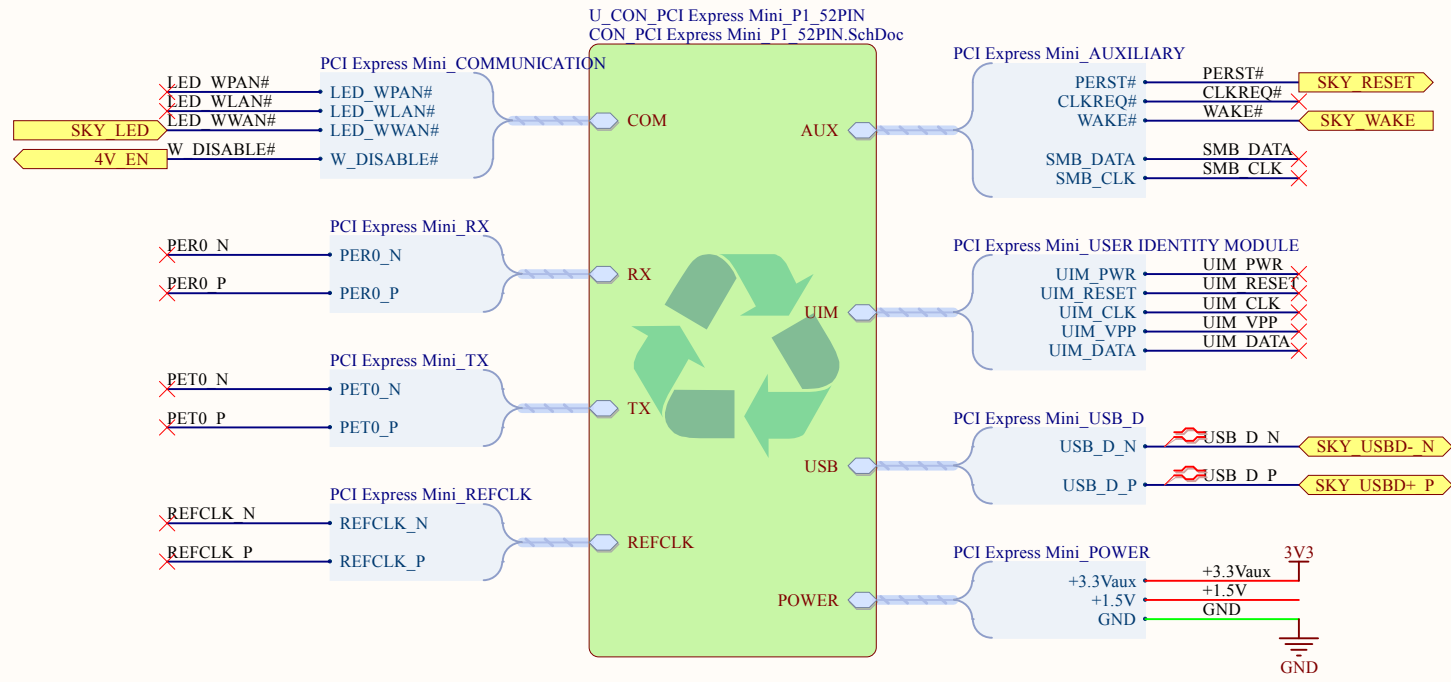 U_CON_PCI Express Mini_P1_52PIN
CON_PCI Express Mini_P1_52PIN.SchDoc
PCI Express Mini_COMMUNICATION
LED_WPAN# LED_WPAN#
LED_WLAN# LED_WLAN#
SKY_LED LED_WWAN# LED_WWAN#
4V_EN W_DISABLE# W_DISABLE#
COM
PCI Express Mini_RX
PER0_N PER0_N
PER0_P PER0_P
RX
PCI Express Mini_TX
PET0_N PET0_N
PET0_P PET0_P
TX
PCI Express Mini_REFCLK
REFCLK_N REFCLK_N
REFCLK_P REFCLK_P
REFCLK
PCI Express Mini_AUXILIARY
AUX
PERST# PERST# SKY_RESET
CLKREQ# CLKREQ#
WAKE# WAKE# SKY_WAKE
SMB_DATA SMB_DATA
SMB_CLK SMB_CLK
PCI Express Mini_USER IDENTITY MODULE
UIM
UIM_PWR UIM_PWR
UIM_RESET UIM_RESET
UIM_CLK UIM_CLK
UIM_VPP UIM_VPP
UIM_DATA UIM_DATA
PCI Express Mini_USB_D
USB
USB_D_N USB_D_N SKY_USBD-_N
USB_D_P USB_D_P SKY_USBD+_P
PCI Express Mini_POWER
POWER
3V3
+3.3Vaux +3.3Vaux
+1.5V +1.5V
GND GND
GND